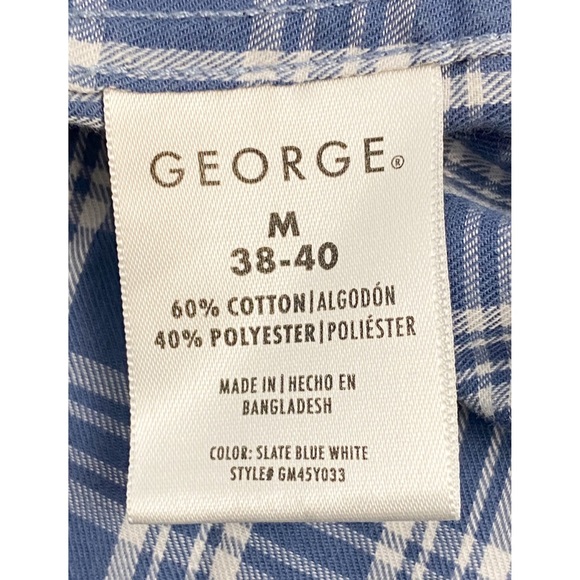 GEORGE®
M
38-40
60% COTTON|ALGODÓN
40% POLYESTER|POLIÉSTER
MADE IN|HECHO EN
BANGLADESH
COLOR: SLATE BLUE WHITE
STYLE# GM45Y033